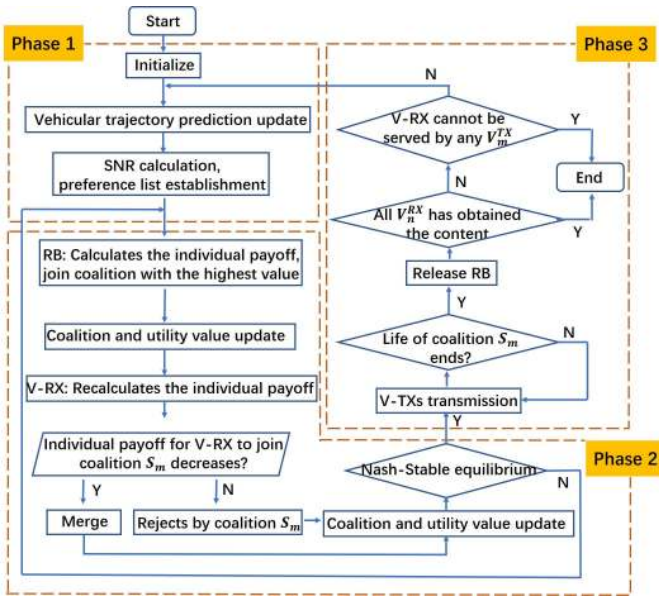 Start
Phase 1
Initialize
Vehicular trajectory prediction update
SNR calculation,
preference list establishment
RB: Calculates the individual payoff,
join coalition with the highest value
Coalition and utility value update
V-RX: Recalculates the individual payoff
Individual payoff for V-RX to join
coalition S_m decreases?
Y
N
Merge
Rejects by coalition S_m
Coalition and utility value update
Phase 2
Nash-Stable equilibrium
N
Y
Phase 3
V-TXs transmission
Life of coalition S_m
ends?
N
Y
Release RB
All V_n^{RX} has obtained
the content
Y
N
V-RX cannot be
served by any V_m^{TX}
N
Y
End